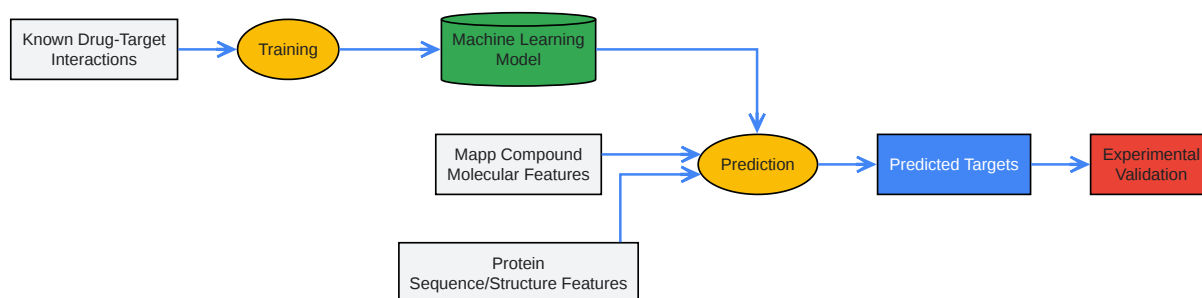 Known Drug-Target
Interactions
Training
Machine Learning
Model
Mapp Compound
Molecular Features
Prediction
Predicted Targets
Experimental
Validation
Protein
Sequence/Structure Features